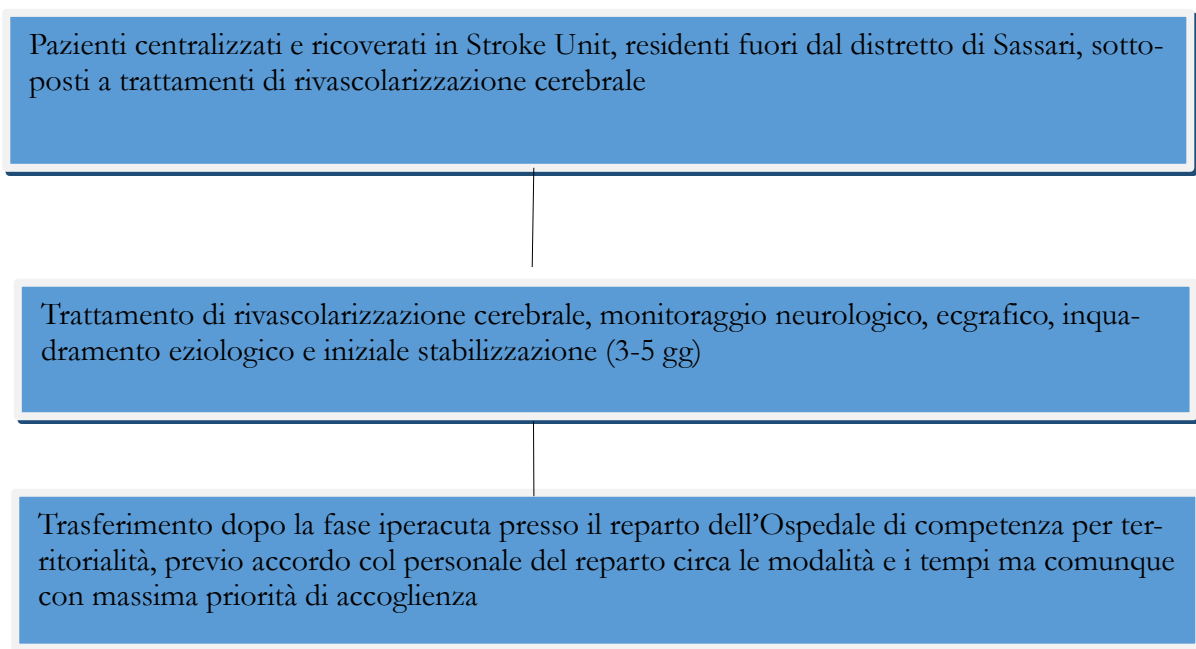 Pazienti centralizzati e ricoverati in Stroke Unit, residenti fuori dal distretto di Sassari, sotto-
posti a trattamenti di rivascolarizzazione cerebrale
Trattamento di rivascolarizzazione cerebrale, monitoraggio neurologico, ecgrafico, inqua-
dramento eziologico e iniziale stabilizzazione (3-5 gg)
Trasferimento dopo la fase iperacuta presso il reparto dell’Ospedale di competenza per ter-
ritorialità, previo accordo col personale del reparto circa le modalità e i tempi ma comunque
con massima priorità di accoglienza